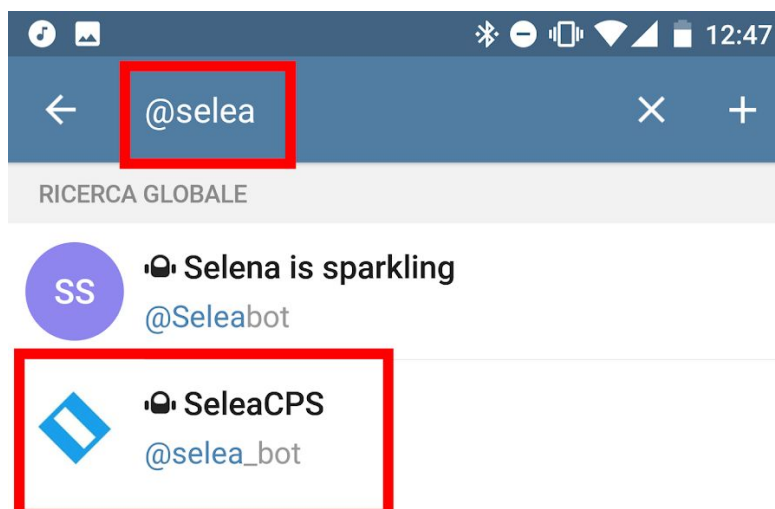 12:47
@selea
RICERCA GLOBALE
SS
Selena is sparkling
@Seleabot
SeleaCPS
@selea_bot